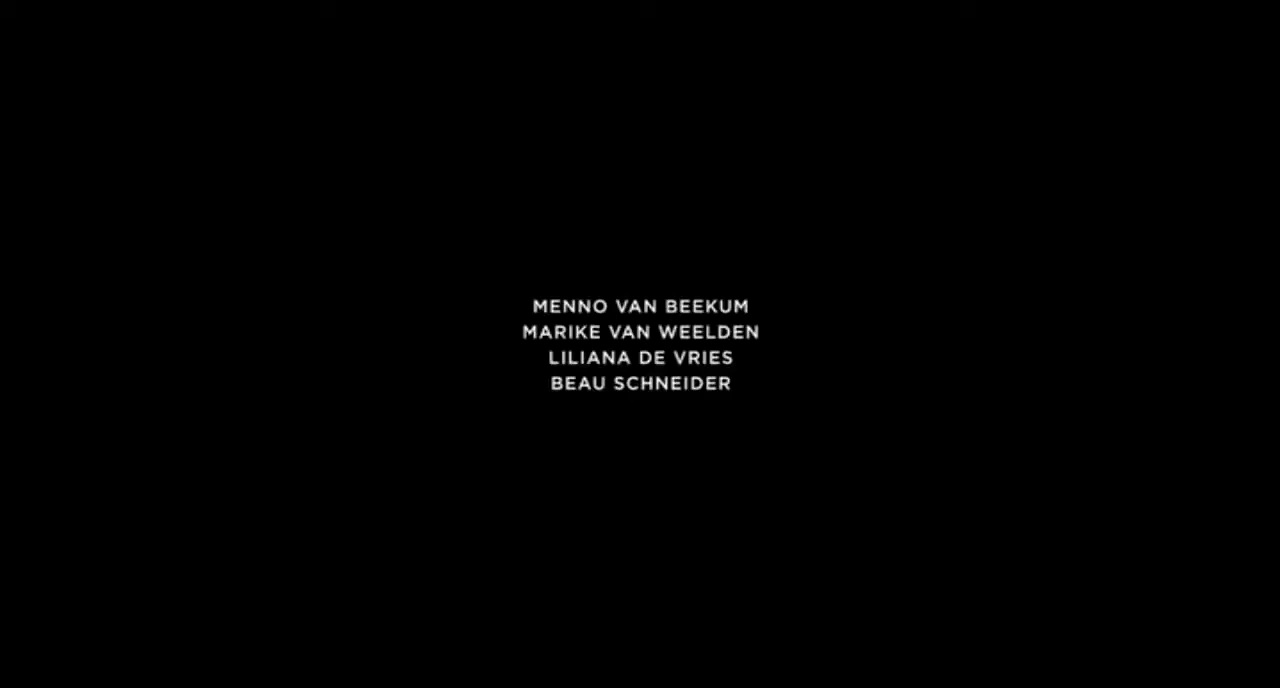 MENNO VAN BEEKUM
MARIKE VAN WEELDEN
LILIANA DE VRIES
BEAU SCHNEIDER